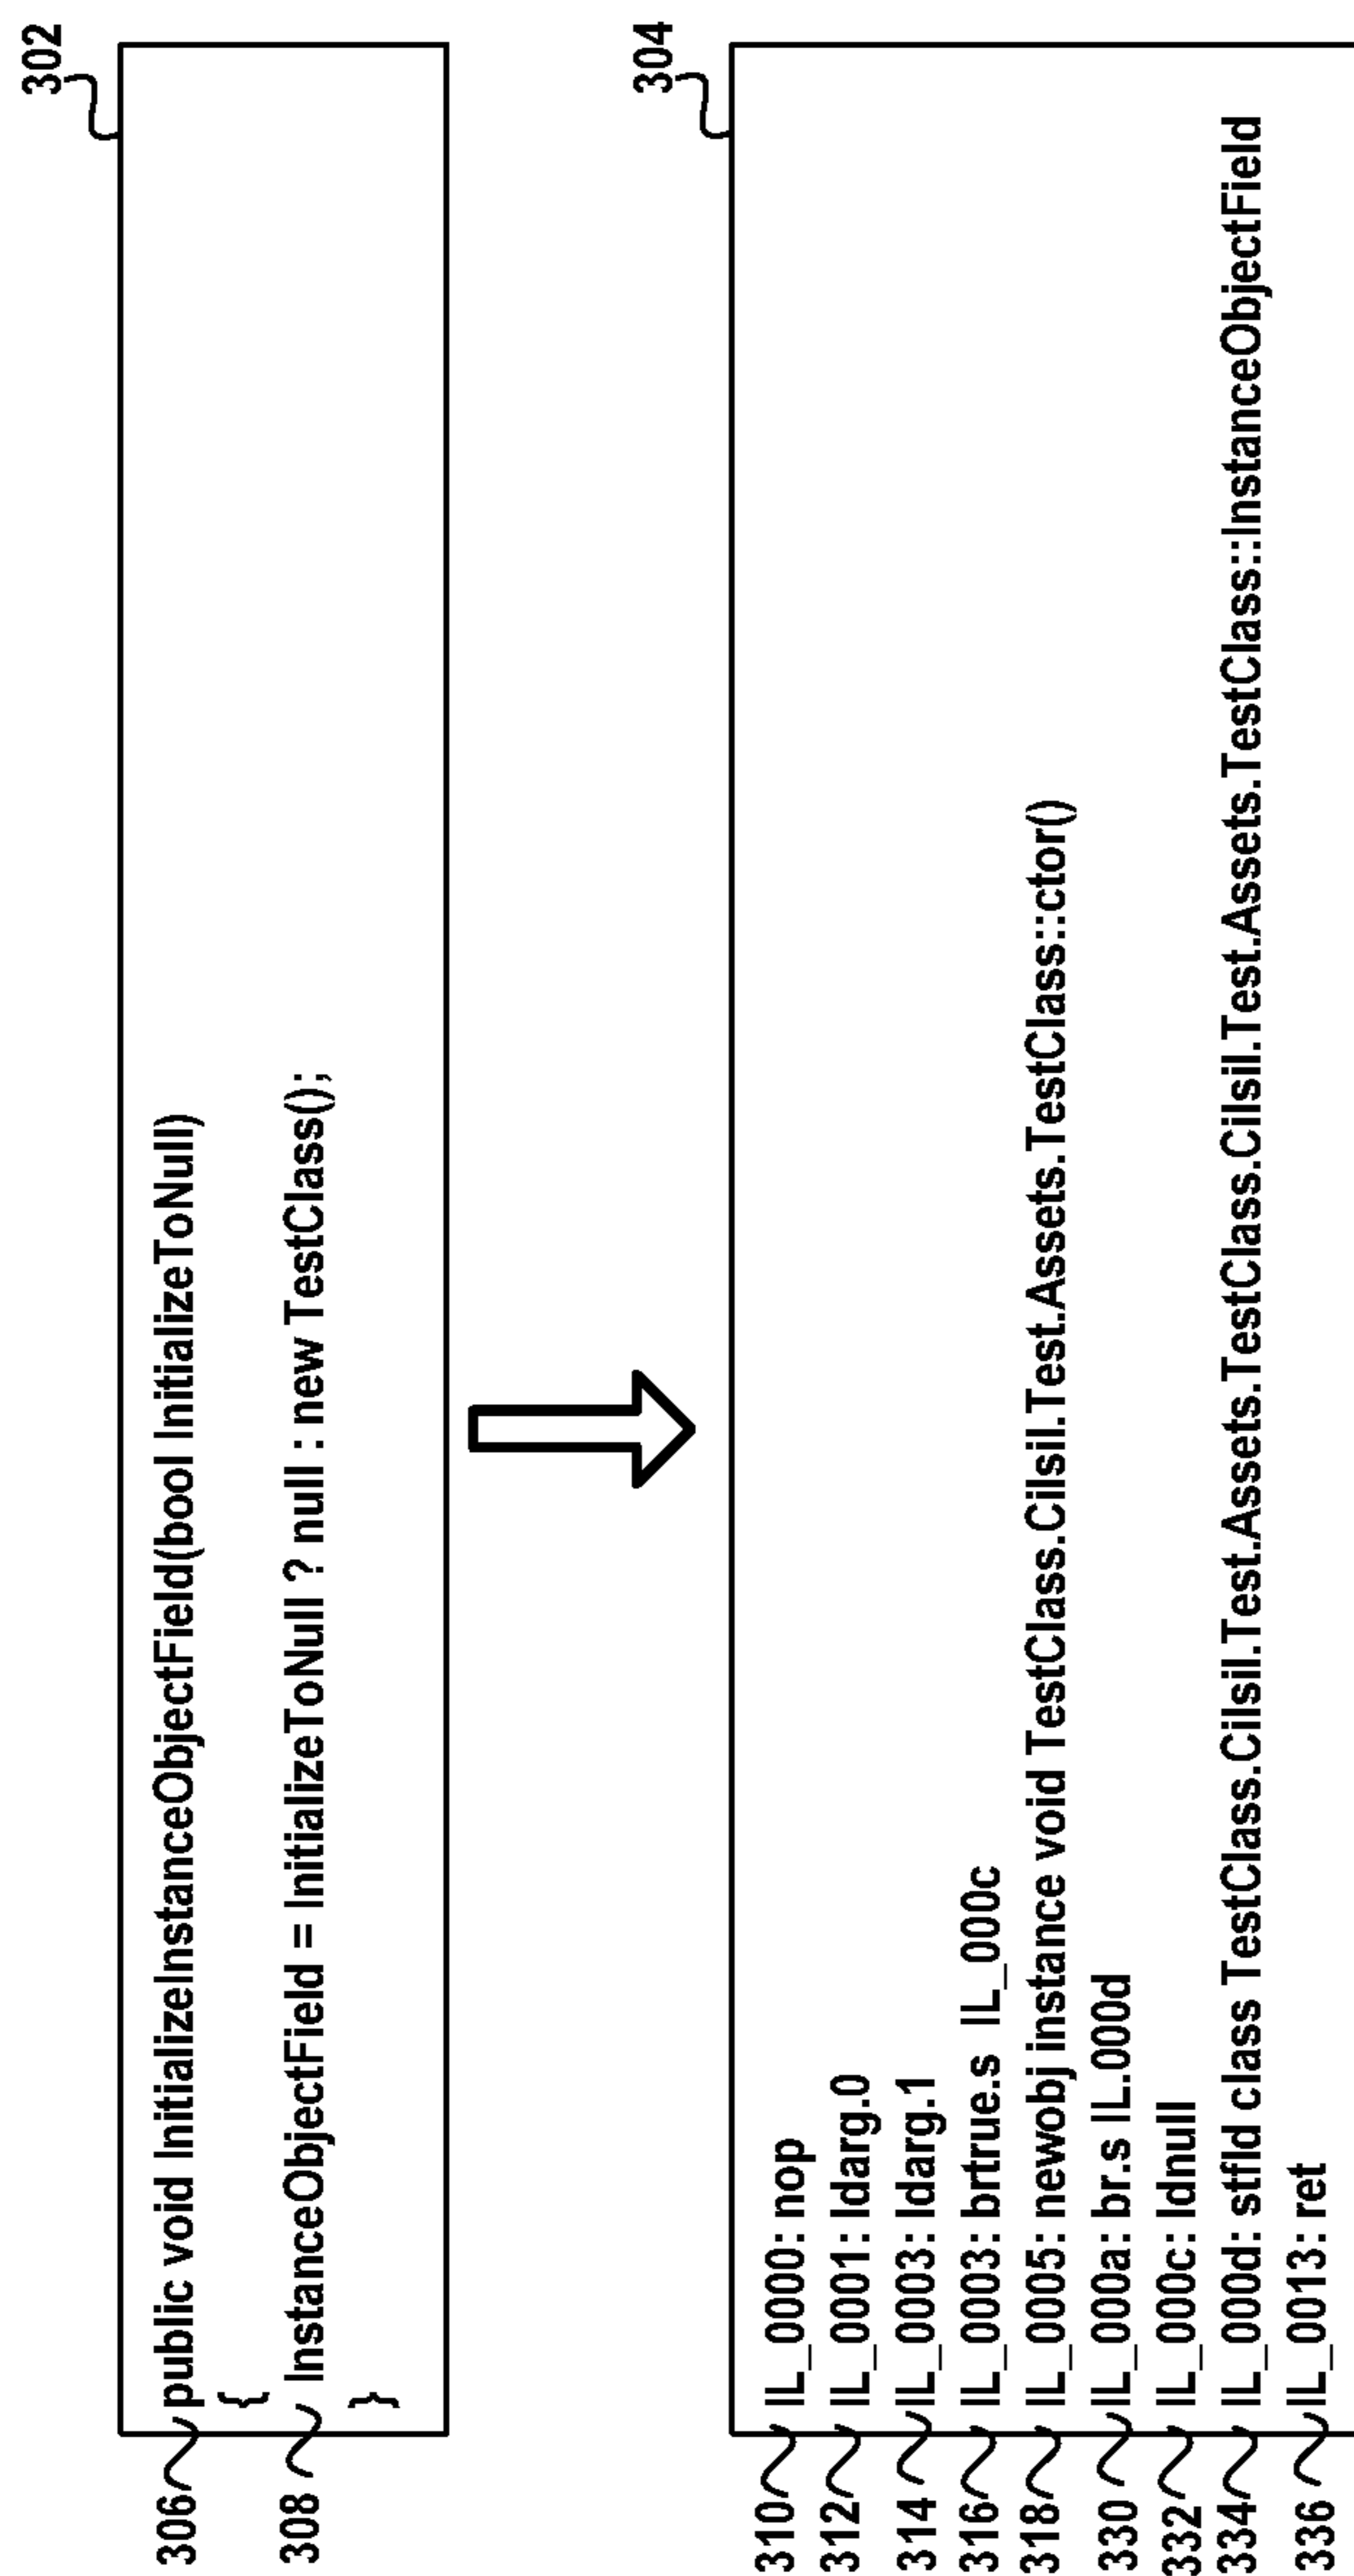 302
306 public void InitializeInstanceObjectField(bool InitializeToNull)
{
308 InstanceObjectField = InitializeToNull ? null : new TestClass();
}
304
310 IL_0000: nop
312 IL_0001: ldarg.0
314 IL_0003: ldarg.1
316 IL_0003: brtrue.s IL_000c
318 IL_0005: newobj instance void TestClass.Cilsil.Test.Assets.TestClass::ctor()
330 IL_000a: br.s IL.000d
332 IL_000c: ldnull
334 IL_000d: stfld class TestClass.Cilsil.Test.Assets.TestClass.Cilsil.Test.Assets.TestClass::InstanceObjectField
336 IL_0013: ret